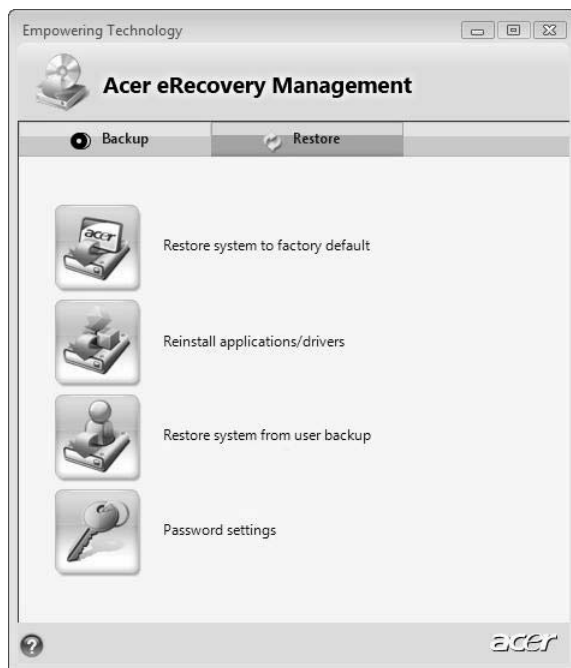 Empowering Technology
Acer eRecovery Management
Backup
Restore
acer
Restore system to factory default
Reinstall applications/drivers
Restore system from user backup
Password settings
?
acer